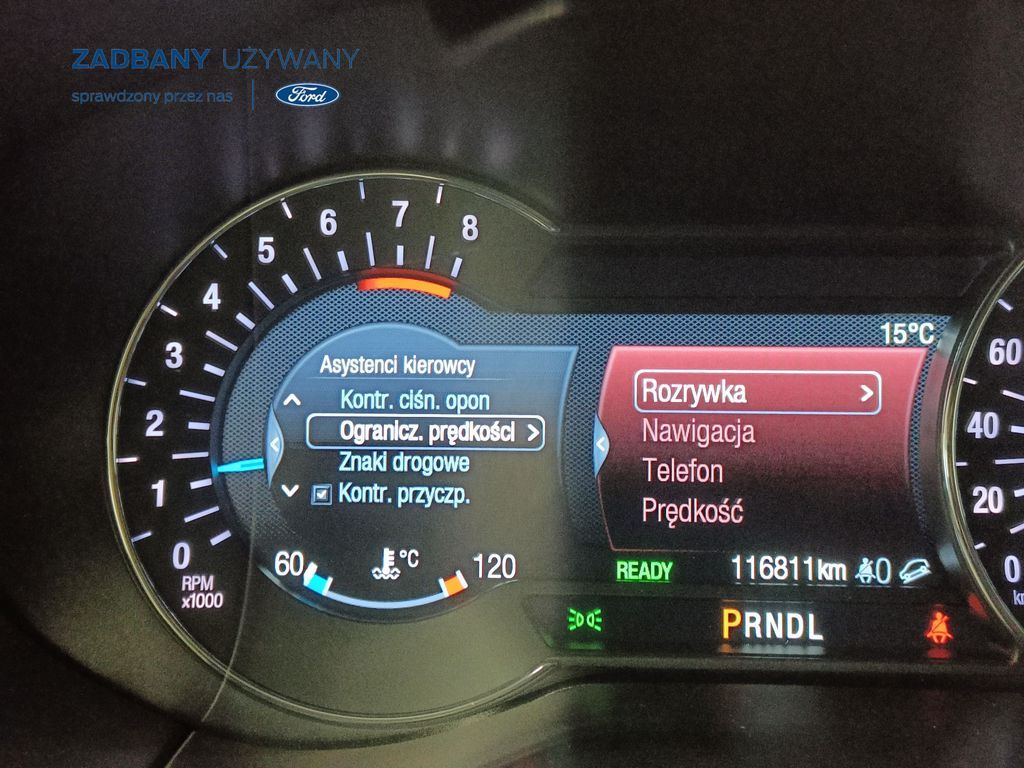 ZADBANY UŻYWANY
sprawdzony przez nas
Ford
0 1 2 3 4 5 6 7 8
RPM
x1000
Asystenci kierowcy
Kontr. ciśn. opon
Ogranicz. prędkości
Znaki drogowe
Kontr. przyczp.
60 °C 120
15°C
Rozrywka
Nawigacja
Telefon
Prędkość
READY 116811km 0
PRNDL
60
40
20
0